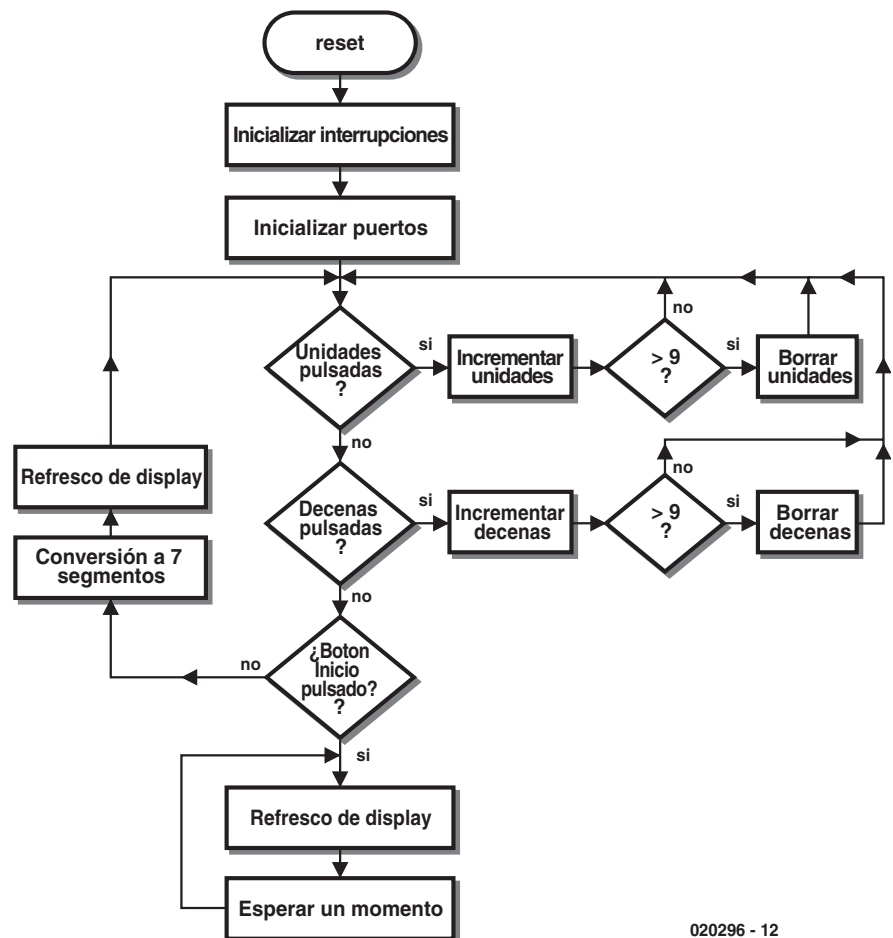 reset
Inicializar interrupciones
Inicializar puertos
Unidades
pulsadas
?
si
Incrementar
unidades
> 9
?
no
si
Borrar
unidades
no
Decenas
pulsadas
?
si
Incrementar
decenas
> 9
?
no
si
Borrar
decenas
no
¿Boton
Inicio
pulsado?
?
no
Conversión a 7
segmentos
Refresco de display
si
Refresco de display
Esperar un momento
020296 - 12